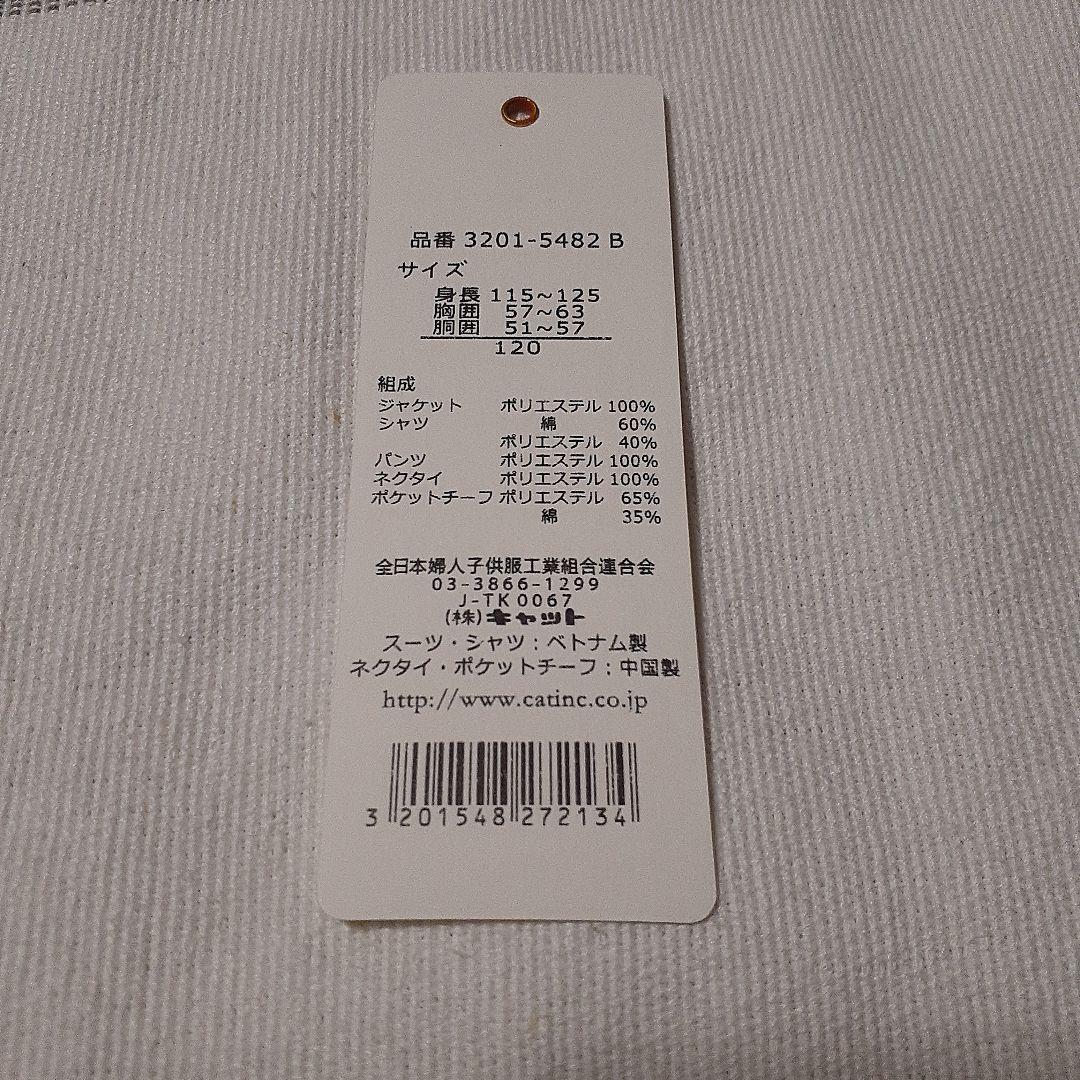 品番 3201-5482 B
サイズ
身長 115~125
胸囲 57~63
胴囲 51~57
120
組成
ジャケット ポリエステル 100%
シャツ 綿 60%
ポリエステル 40%
パンツ ポリエステル 100%
ネクタイ ポリエステル 100%
ポケットチーフ ポリエステル 65%
綿 35%
全日本婦人子供服工業組合連合会
03-3866-1299
J-TK0067
(株)キャット
スーツ・シャツ:ベトナム製
ネクタイ・ポケットチーフ:中国製
http://www.catinc.co.jp
3 201548 272134